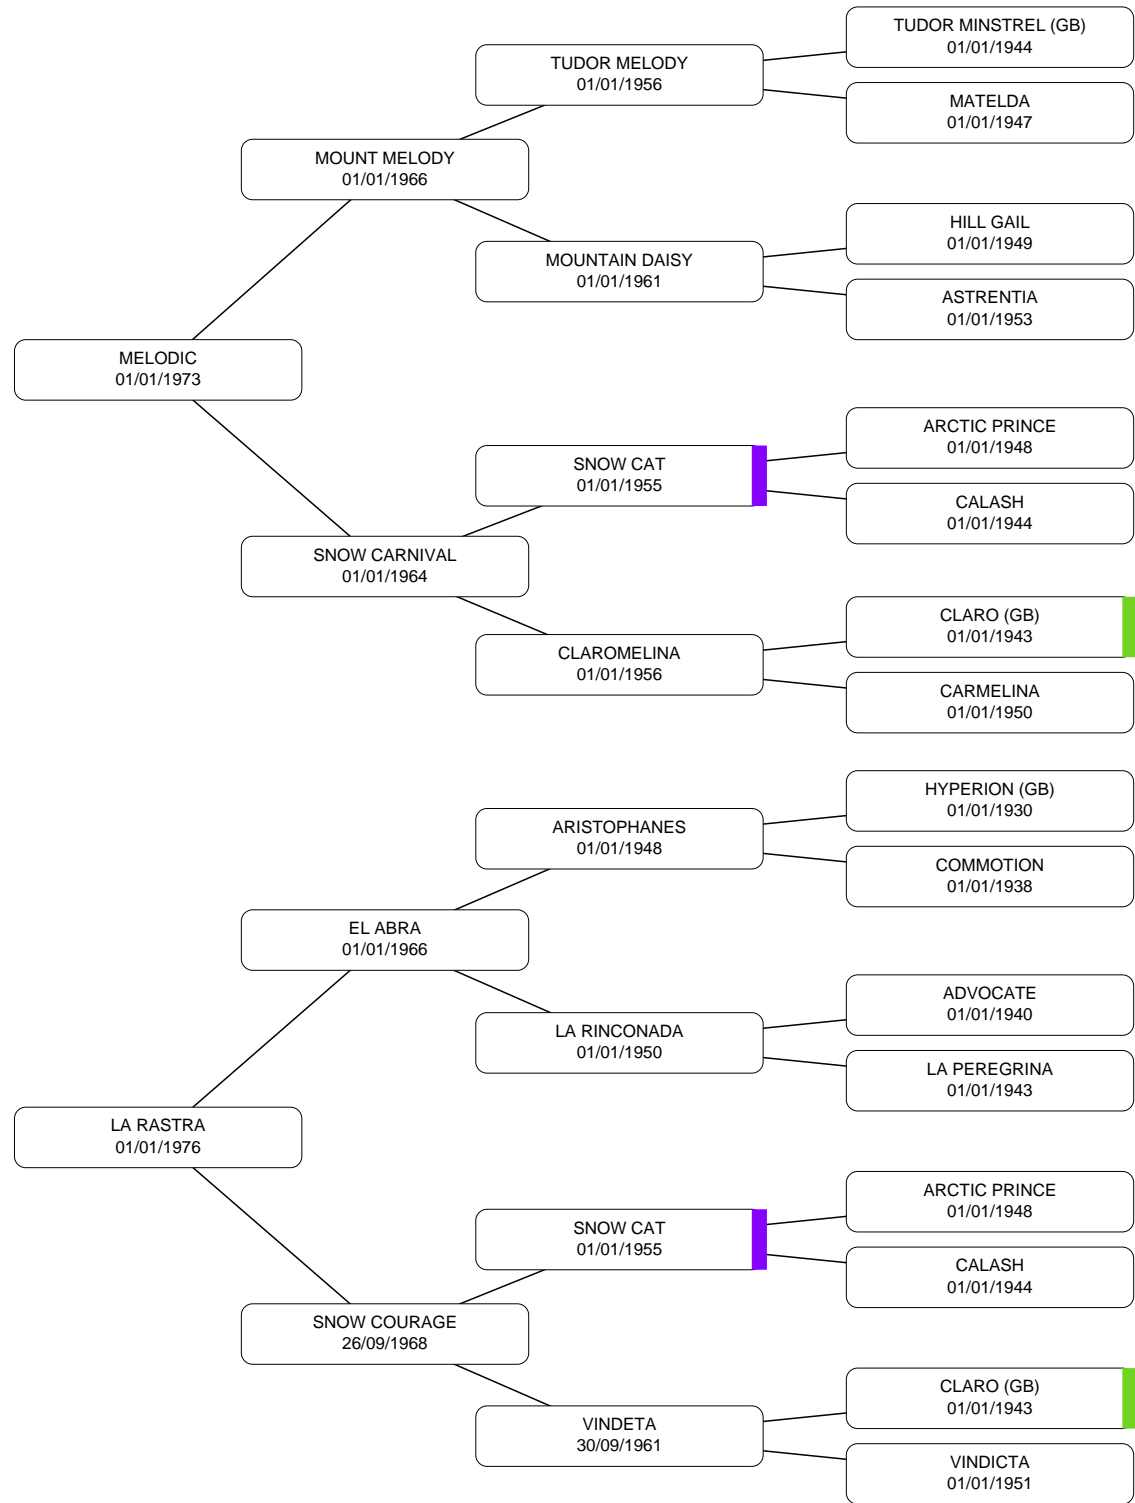 TUDOR MINSTREL (GB)
01/01/1944
TUDOR MELODY
01/01/1956
MATELDA
01/01/1947
MOUNT MELODY
01/01/1966
HILL GAIL
01/01/1949
MOUNTAIN DAISY
01/01/1961
ASTRENTIA
01/01/1953
MELODIC
01/01/1973
ARCTIC PRINCE
01/01/1948
SNOW CAT
01/01/1955
CALASH
01/01/1944
SNOW CARNIVAL
01/01/1964
CLARO (GB)
01/01/1943
CLAROMELINA
01/01/1956
CARMELINA
01/01/1950
HYPERION (GB)
01/01/1930
ARISTOPHANES
01/01/1948
COMMOTION
01/01/1938
EL ABRA
01/01/1966
ADVOCATE
01/01/1940
LA RINCONADA
01/01/1950
LA PEREGRINA
01/01/1943
LA RASTRA
01/01/1976
ARCTIC PRINCE
01/01/1948
SNOW CAT
01/01/1955
CALASH
01/01/1944
SNOW COURAGE
26/09/1968
CLARO (GB)
01/01/1943
VINDETA
30/09/1961
VINDICTA
01/01/1951